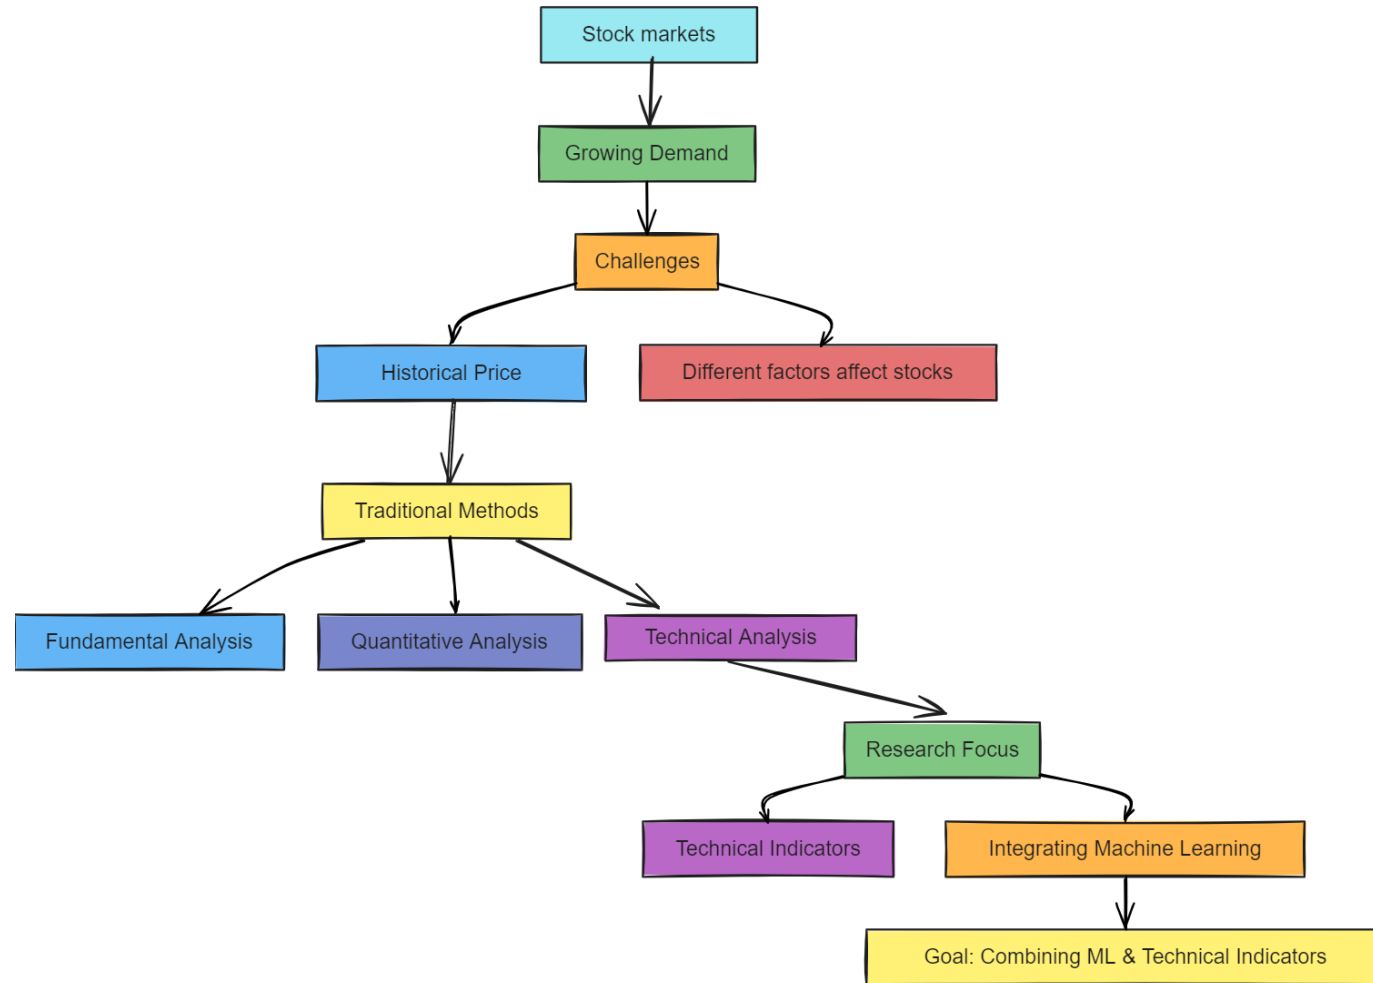 Stock markets
Growing Demand
Challenges
Historical Price
Different factors affect stocks
Traditional Methods
Fundamental Analysis
Quantitative Analysis
Technical Analysis
Research Focus
Technical Indicators
Integrating Machine Learning
Goal: Combining ML & Technical Indicators